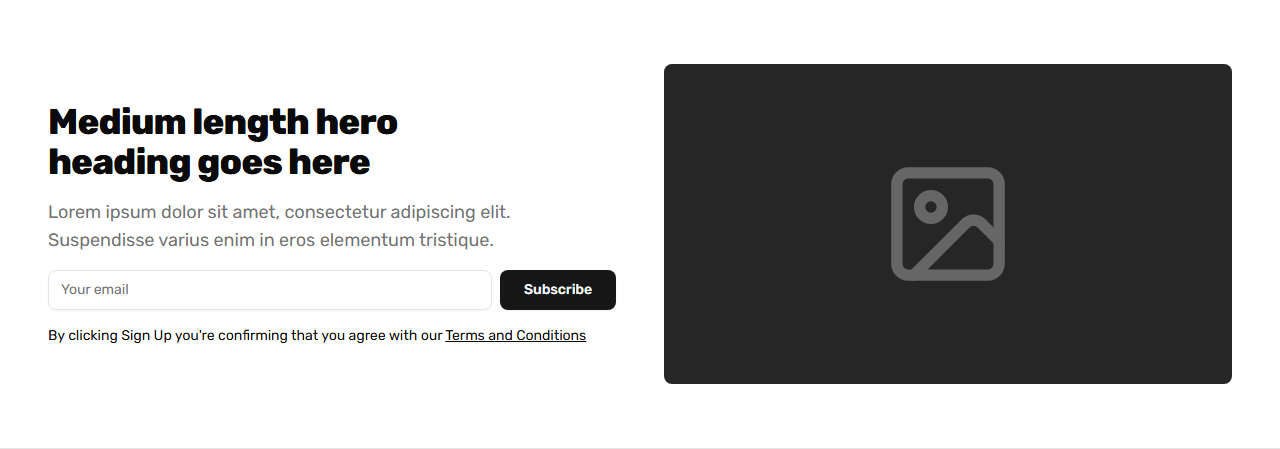 Medium length hero
heading goes here
Lorem ipsum dolor sit amet, consectetur adipiscing elit.
Suspendisse varius enim in eros elementum tristique.
Your email
Subscribe
By clicking Sign Up you're confirming that you agree with our Terms and Conditions